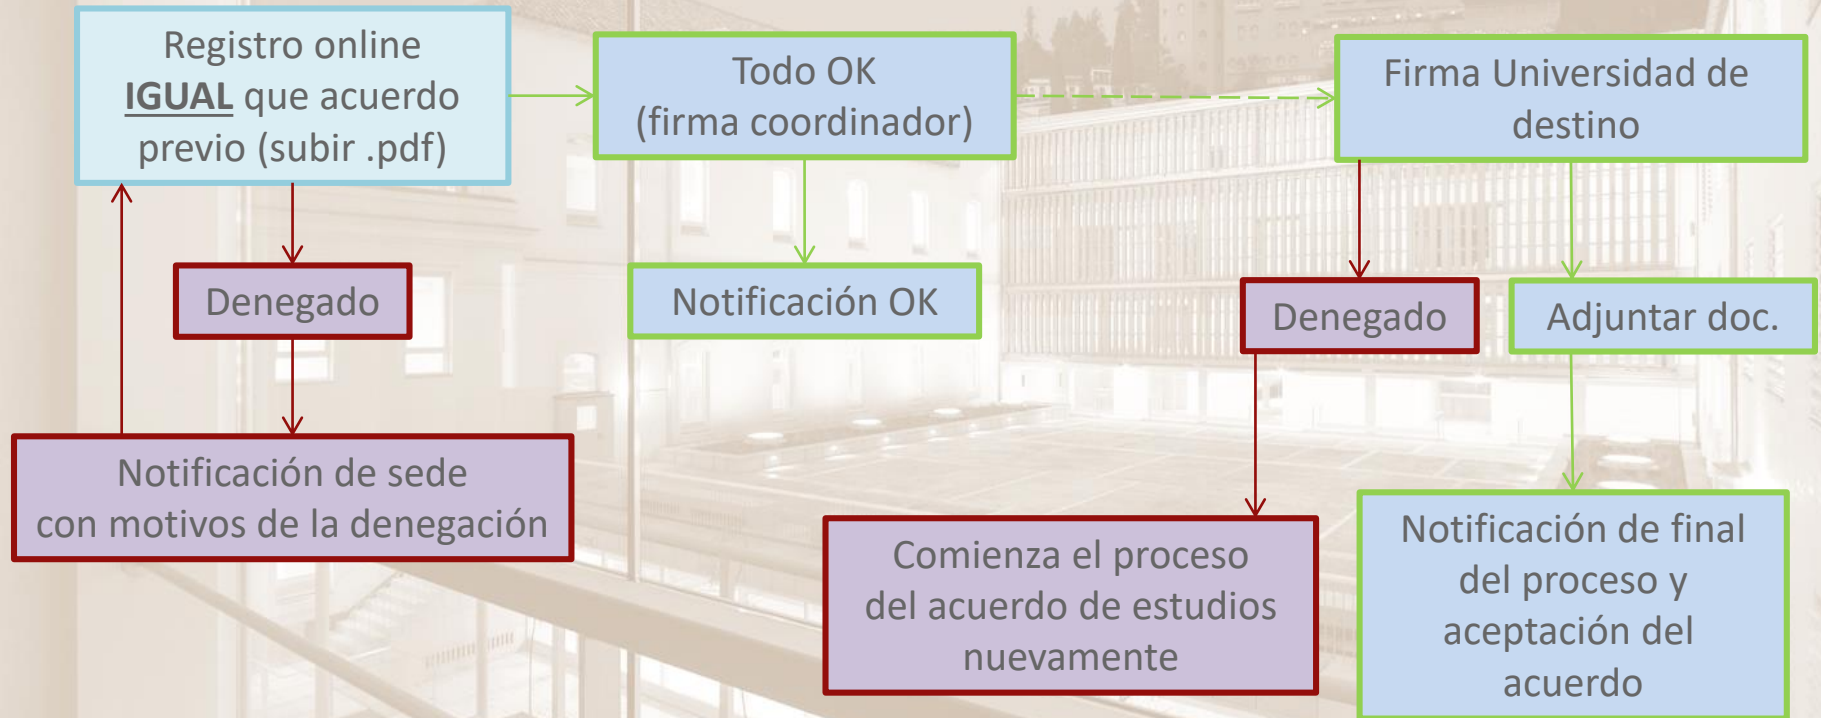 Registro online
IGUAL que acuerdo
previo (subir .pdf)
Todo OK
(firma coordinador)
Firma Universidad de
destino
Denegado
Notificación OK
Denegado
Adjuntar doc.
Notificación de sede
con motivos de la denegación
Comienza el proceso
del acuerdo de estudios
nuevamente
Notificación de final
del proceso y
aceptación del
acuerdo